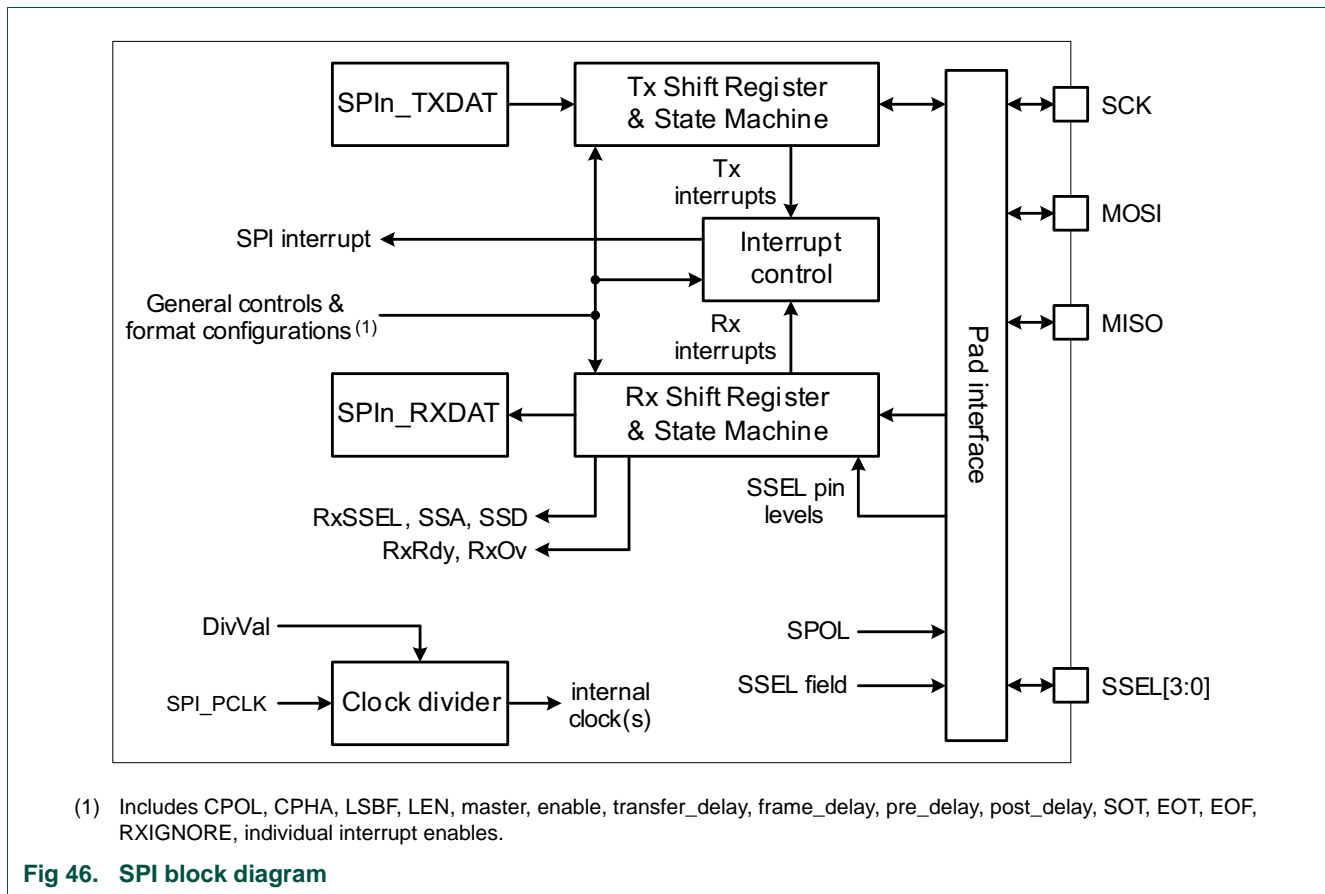 SPIn_TXDAT
Tx Shift Register
& State Machine
SCK
Tx
interrupts
MOSI
SPI interrupt
Interrupt
control
General controls &
format configurations (1)
Rx
interrupts
MISO
Pad interface
SPIn_RXDAT
Rx Shift Register
& State Machine
SSEL pin
levels
RxSSEL, SSA, SSD
RxRdy, RxOv
DivVal
SPOL
SPI_PCLK
Clock divider
internal
clock(s)
SSEL field
SSEL[3:0]
(1) Includes CPOL, CPHA, LSBF, LEN, master, enable, transfer_delay, frame_delay, pre_delay, post_delay, SOT, EOT, EOF,
RXIGNORE, individual interrupt enables.
Fig 46. SPI block diagram